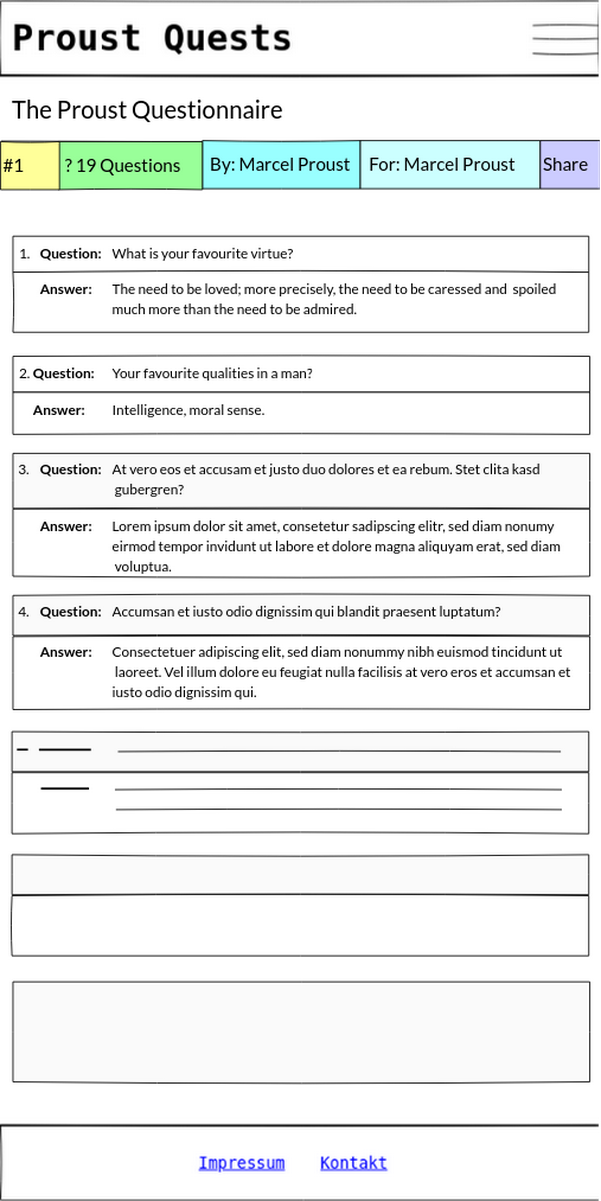 Proust Quests
The Proust Questionnaire
#1 ? 19 Questions By: Marcel Proust For: Marcel Proust Share
1. Question: What is your favourite virtue?
Answer: The need to be loved; more precisely, the need to be caressed and spoiled
much more than the need to be admired.
2. Question: Your favourite qualities in a man?
Answer: Intelligence, moral sense.
3. Question: At vero eos et accusam et justo duo dolores et ea rebum. Stet clita kasd
gubergren?
Answer: Lorem ipsum dolor sit amet, consetetur sadipscing elitr, sed diam nonumy
eirmod tempor invidunt ut labore et dolore magna aliquyam erat, sed diam
voluptua.
4. Question: Accumsan et iusto odio dignissim qui blandit praesent luptatum?
Answer: Consectetuer adipiscing elit, sed diam nonummy nibh euismod tincidunt ut
laoreet. Vel illum dolore eu feugiat nulla facilisis at vero eros et accumsan et
iusto odio dignissim qui.
Impressum Kontakt